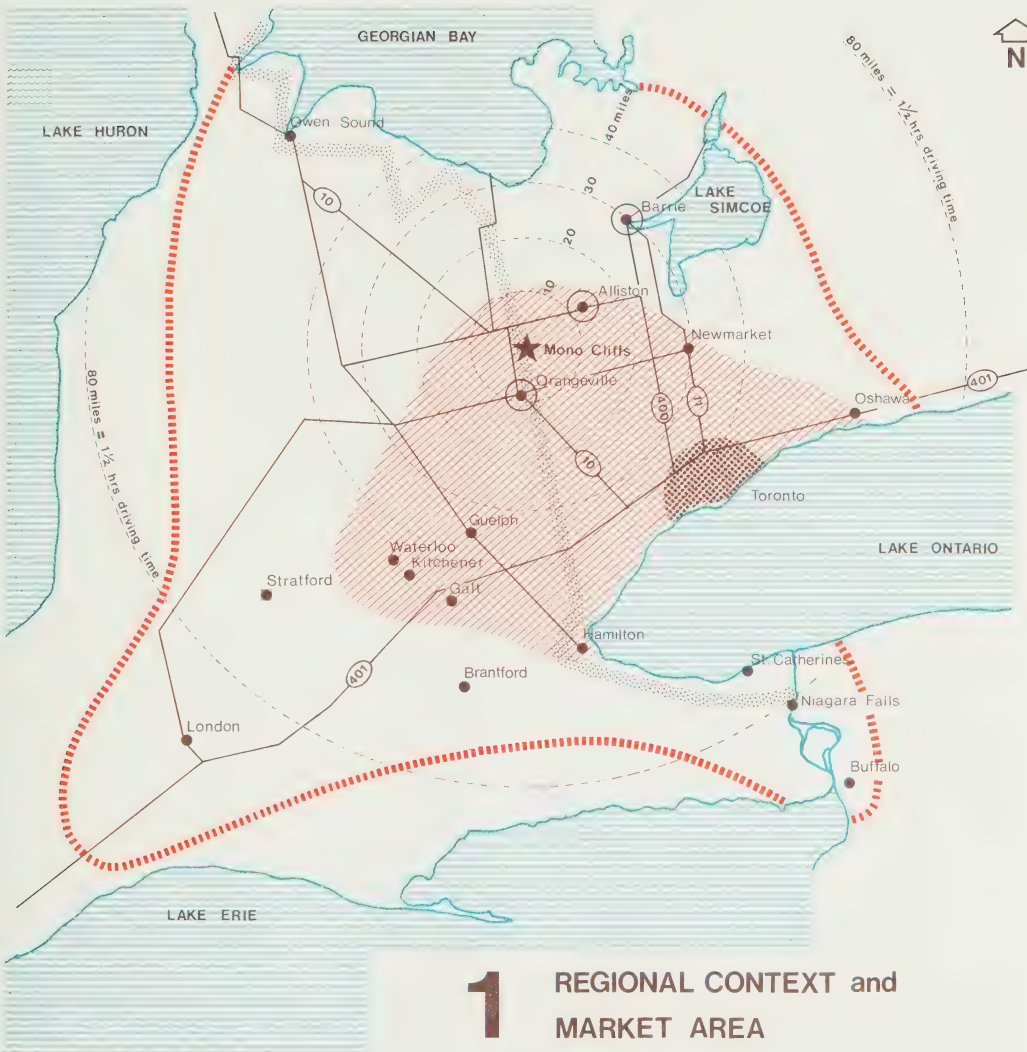 GEORGIAN BAY
N
LAKE HURON
80 miles = 1½ hrs driving time
Owen Sound
40 miles
30
20
10
10
LAKE
SIMCOE
Barrie
Alliston
Mono Cliffs
Newmarket
Orangeville
400
11
Oshawa
401
10
Toronto
80 miles = 1½ hrs driving time
Guelph
Waterloo
Kitchener
Stratford
Galt
LAKE ONTARIO
Hamilton
St. Catherines
401
Brantford
Niagara Falls
London
Buffalo
LAKE ERIE
1 REGIONAL CONTEXT and
MARKET AREA